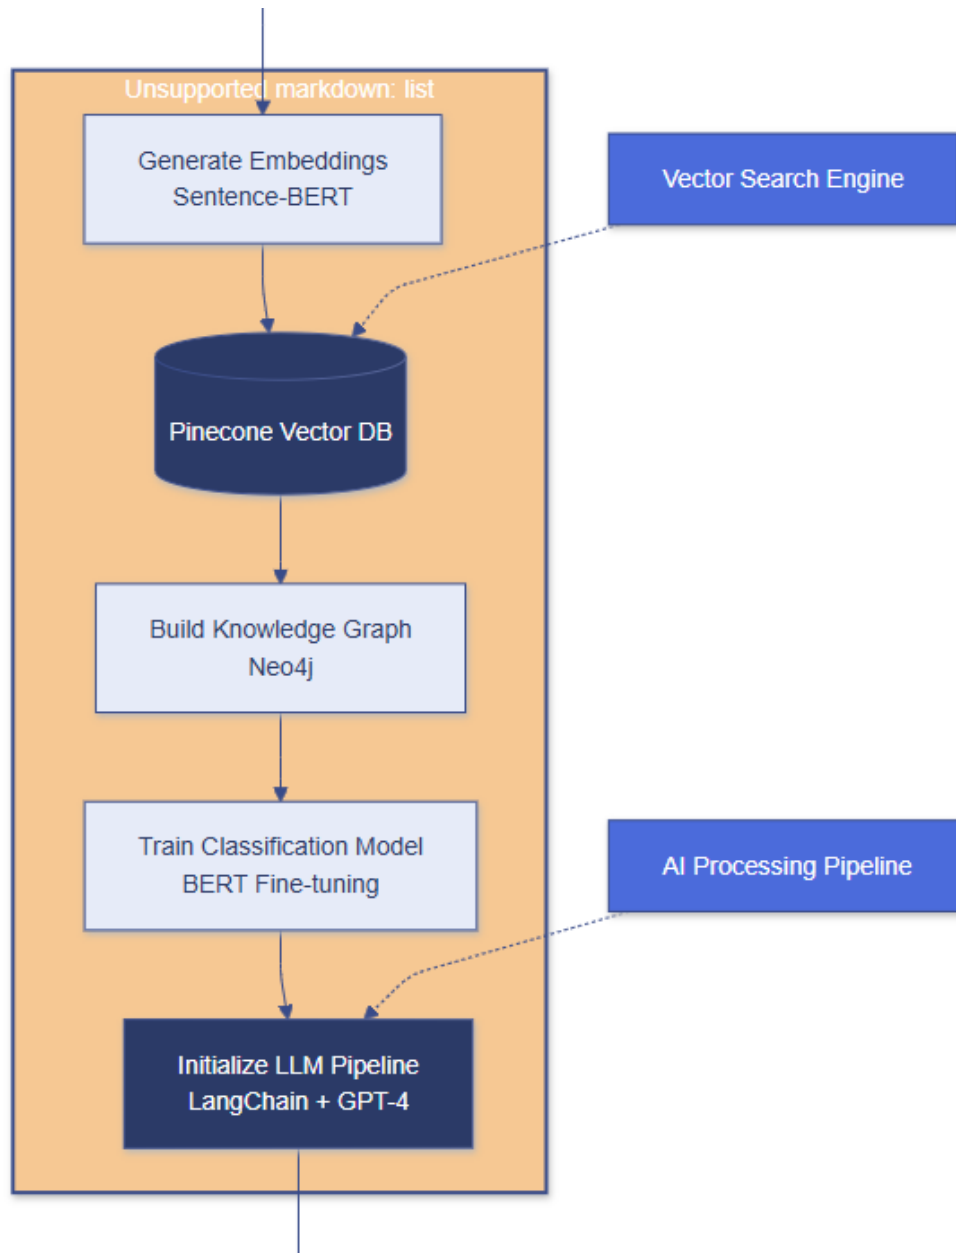 Unsupported markdown: list
Generate Embeddings
Sentence-BERT
Vector Search Engine
Pinecone Vector DB
Build Knowledge Graph
Neo4j
Train Classification Model
BERT Fine-tuning
AI Processing Pipeline
Initialize LLM Pipeline
LangChain + GPT-4